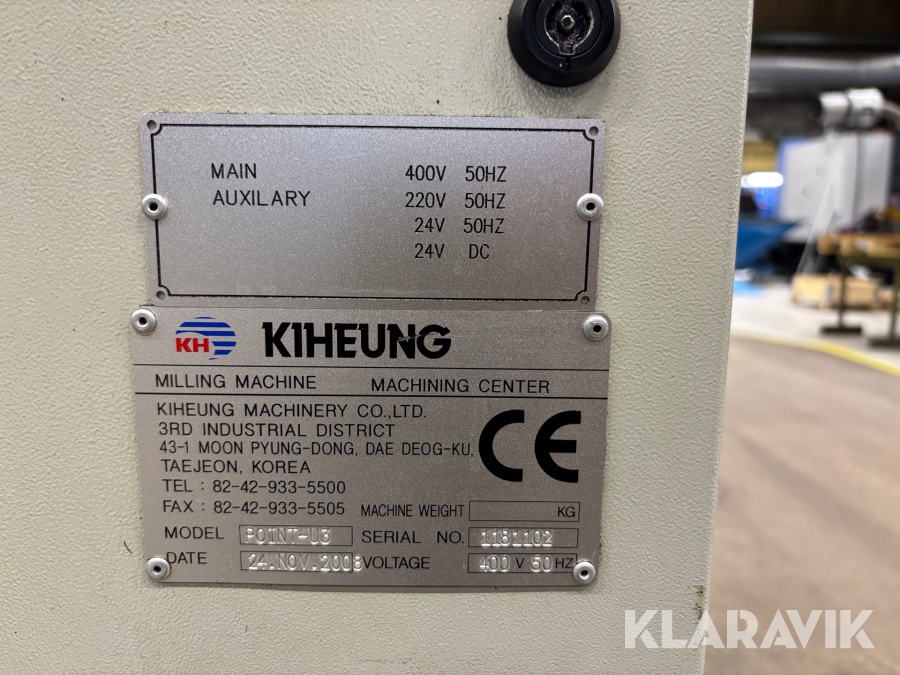 MAIN 400V 50HZ
AUXILARY 220V 50HZ
24V 50HZ
24V DC
KH KIHEUNG
MILLING MACHINE MACHINING CENTER
KIHEUNG MACHINERY CO.,LTD.
3RD INDUSTRIAL DISTRICT
43-1 MOON PYUNG-DONG, DAE DEOG-KU,
TAEJEON, KOREA
CE
TEL : 82-42-933-5500
FAX : 82-42-933-5505 MACHINE WEIGHT KG
MODEL POINT-U3 SERIAL NO. 1181102
DATE 24.NOV.2008 VOLTAGE 400 V 50 HZ
KLARAVIK